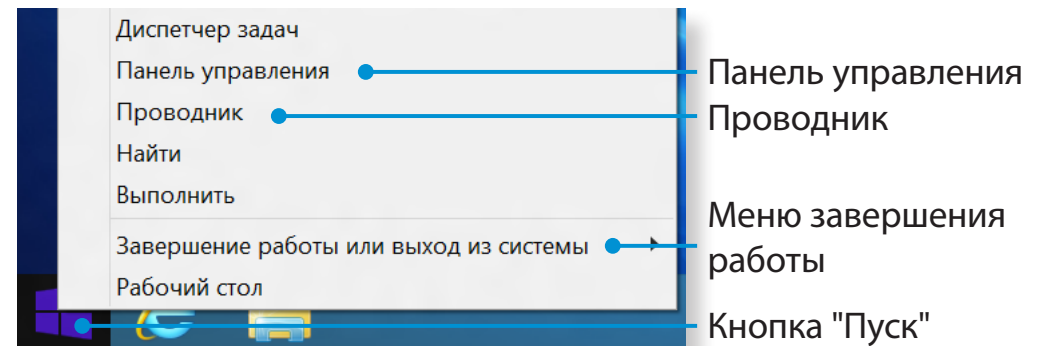 Диспетчер задач
Панель управления
Панель управления
Проводник
Проводник
Найти
Выполнить
Меню завершения
работы
Завершение работы или выход из системы
Рабочий стол
Кнопка "Пуск"